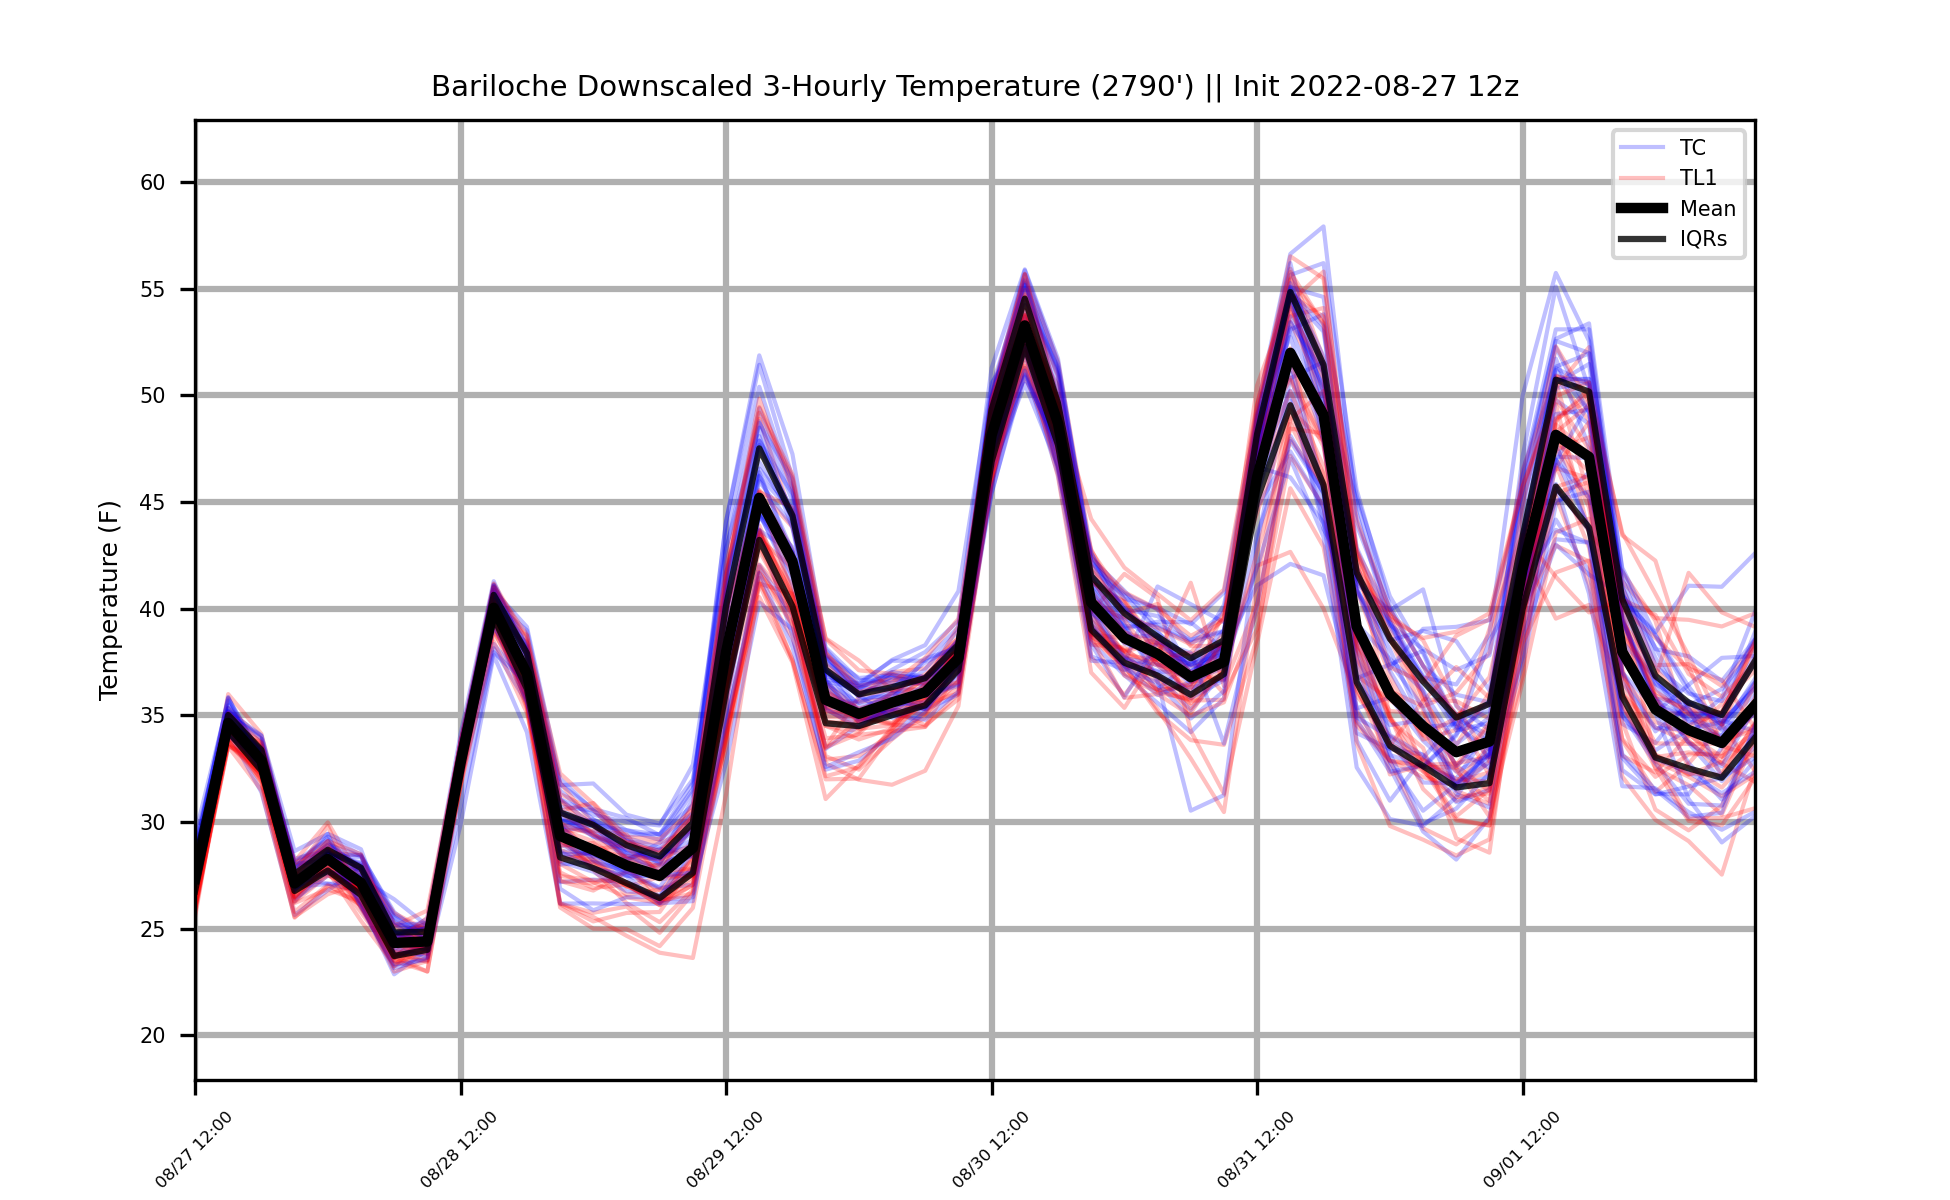 Bariloche Downscaled 3-Hourly Temperature (2790') || Init 2022-08-27 12z
TC
TL1
Mean
IQRs
Temperature (F)
60
55
50
45
40
35
30
25
20
08/27 12:00
08/28 12:00
08/29 12:00
08/30 12:00
08/31 12:00
09/01 12:00